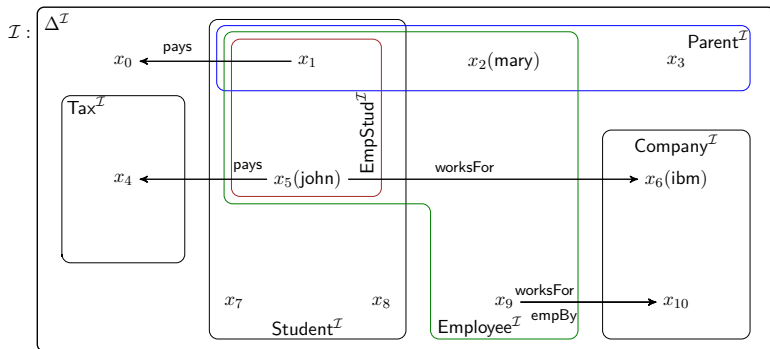 𝓘 : Δ^𝓘
pays
Parent^𝓘
x₀ x₁ x₂(mary) x₃
Tax^𝓘
EmpStud^𝓘
Company^𝓘
pays worksFor
x₄ x₅(john) x₆(ibm)
worksFor
x₇ x₈ x₉ x₁₀
empBy
Student^𝓘 Employee^𝓘